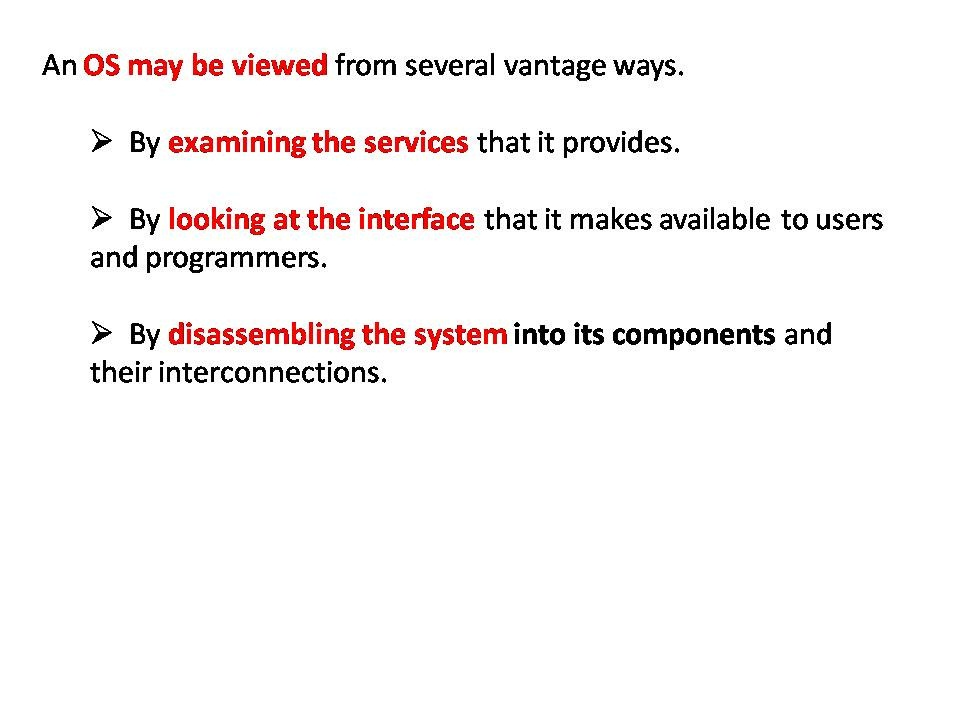 An OS may be viewed from several vantage ways.
➢ By examining the services that it provides.
➢ By looking at the interface that it makes available to users
and programmers.
➢ By disassembling the system into its components and
their interconnections.